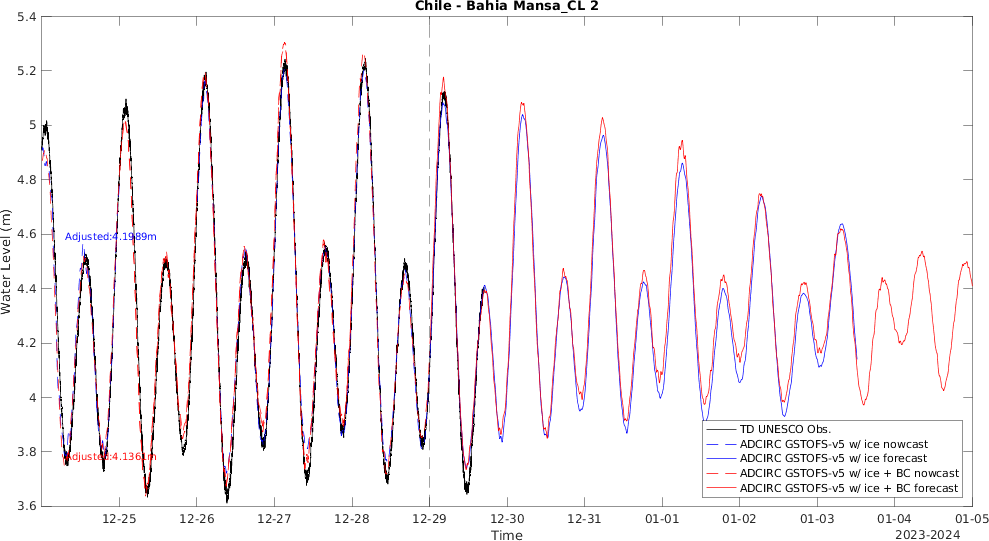 Chile - Bahia Mansa_CL 2
Water Level (m)
5.4
5.2
5
4.8
4.6
4.4
4.2
4
3.8
3.6
Adjusted:4.1989m
Adjusted:4.1361m
TD UNESCO Obs.
ADCIRC GSTOFS-v5 w/ ice nowcast
ADCIRC GSTOFS-v5 w/ ice forecast
ADCIRC GSTOFS-v5 w/ ice + BC nowcast
ADCIRC GSTOFS-v5 w/ ice + BC forecast
12-25 12-26 12-27 12-28 12-29 12-30 12-31 01-01 01-02 01-03 01-04 01-05
Time
2023-2024